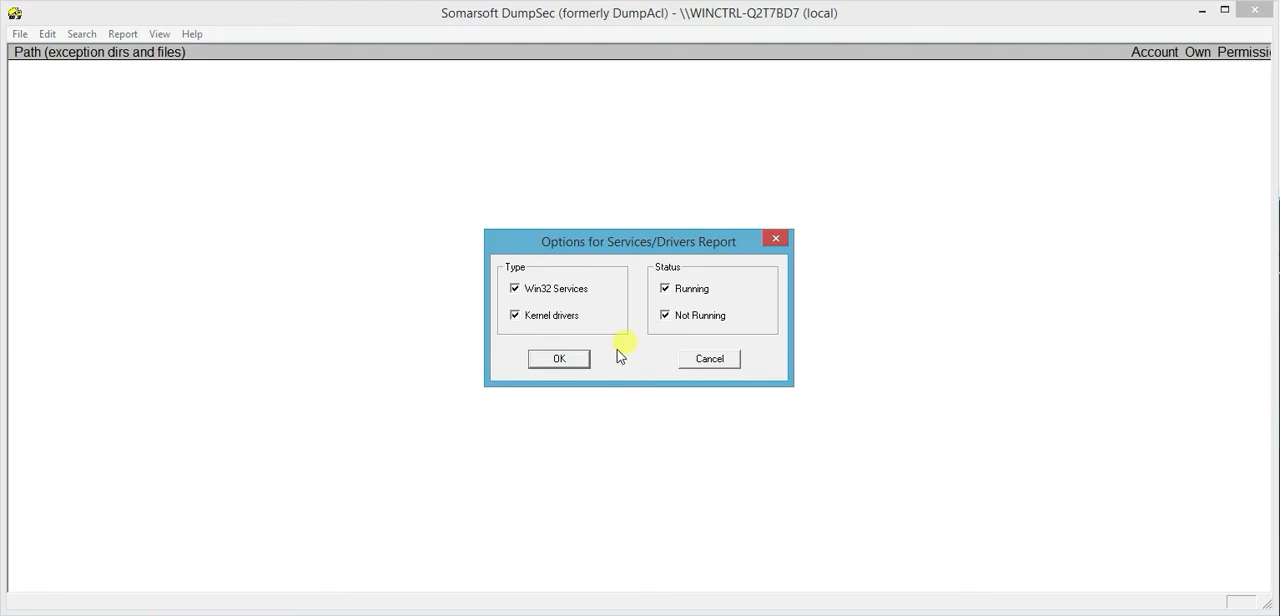 Somarsoft DumpSec (formerly DumpAcl) - \\WINCTRL-Q2T7BD7 (local)
File Edit Search Report View Help
Path (exception dirs and files) Account Own Permissi
Options for Services/Drivers Report
Type Status
Win32 Services Running
Kernel drivers Not Running
OK Cancel